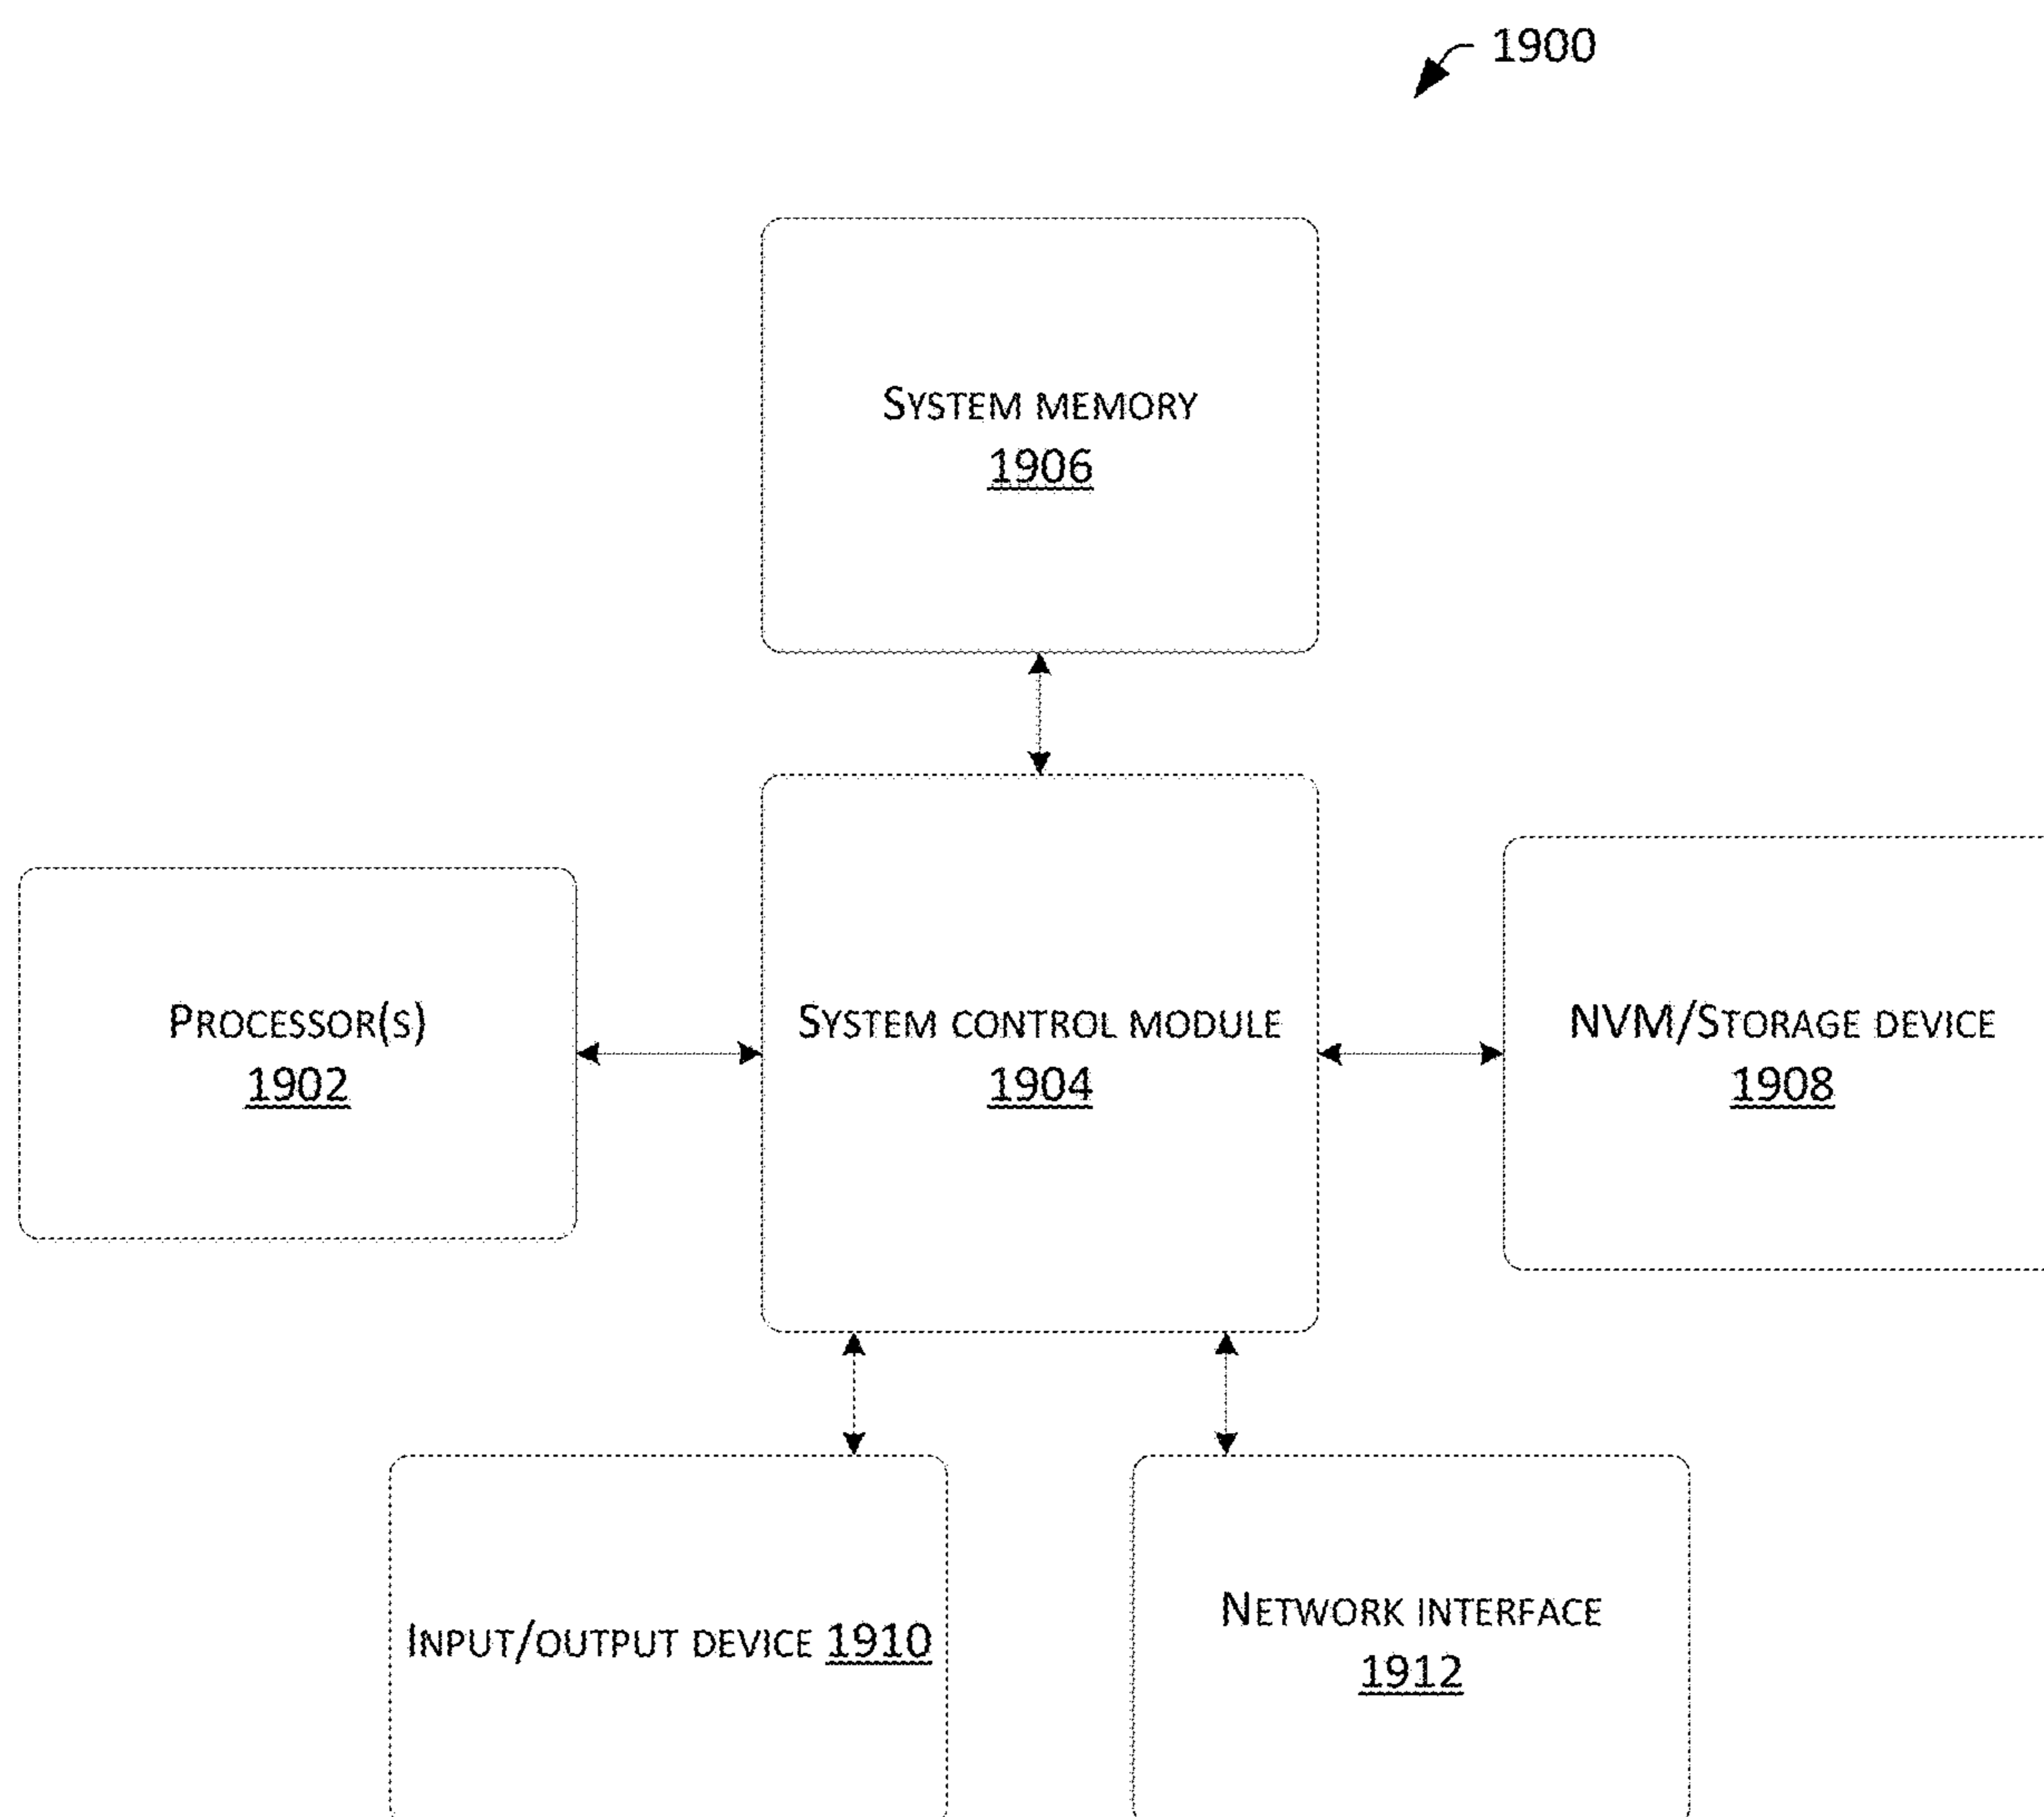 1900
System memory
1906
Processor(s)
1902
System control module
1904
NVM/Storage device
1908
Input/output device 1910
Network interface
1912